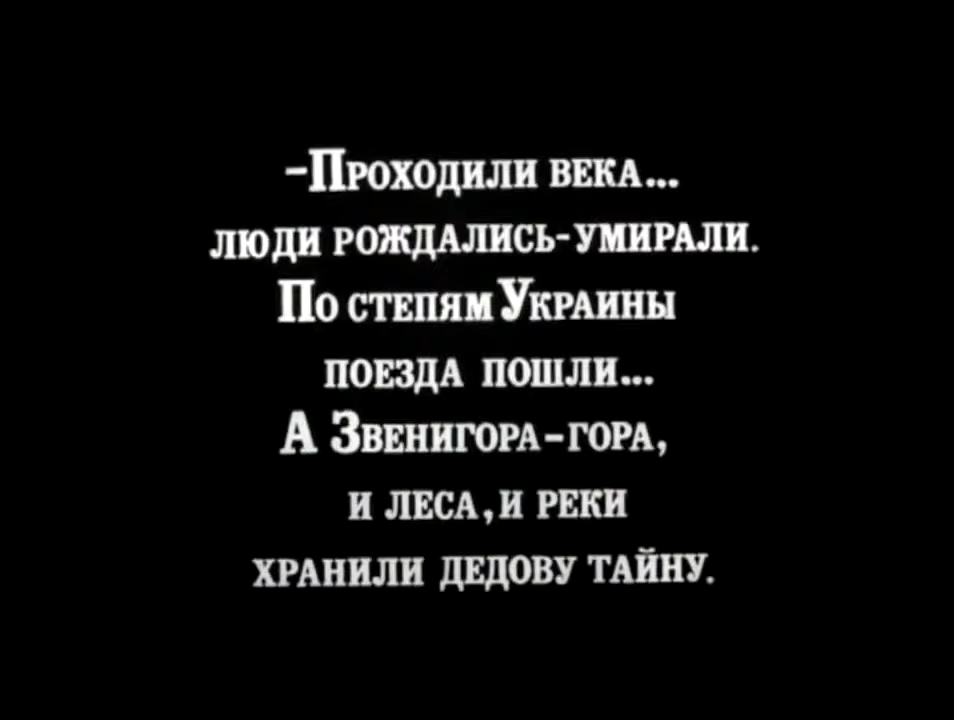 -Проходили века...
люди рождались-умирали.
По степям Украины
поезда пошли...
А Звенигора-гора,
и леса, и реки
хранили дедову тайну.